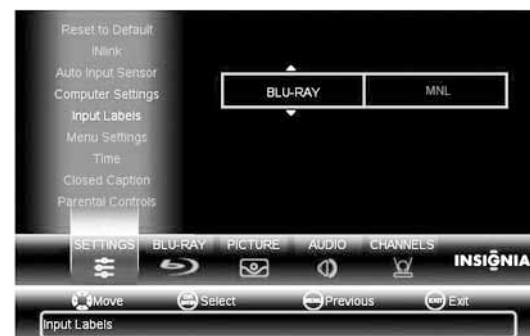 Reset to Default
INlink
Auto Input Sensor
Computer Settings
Input Labels
Menu Settings
Time
Closed Caption
Parental Controls
BLU-RAY MNL
SETTINGS BLU-RAY PICTURE AUDIO CHANNELS
INSIGNIA
Move Select Previous Exit
Input Labels